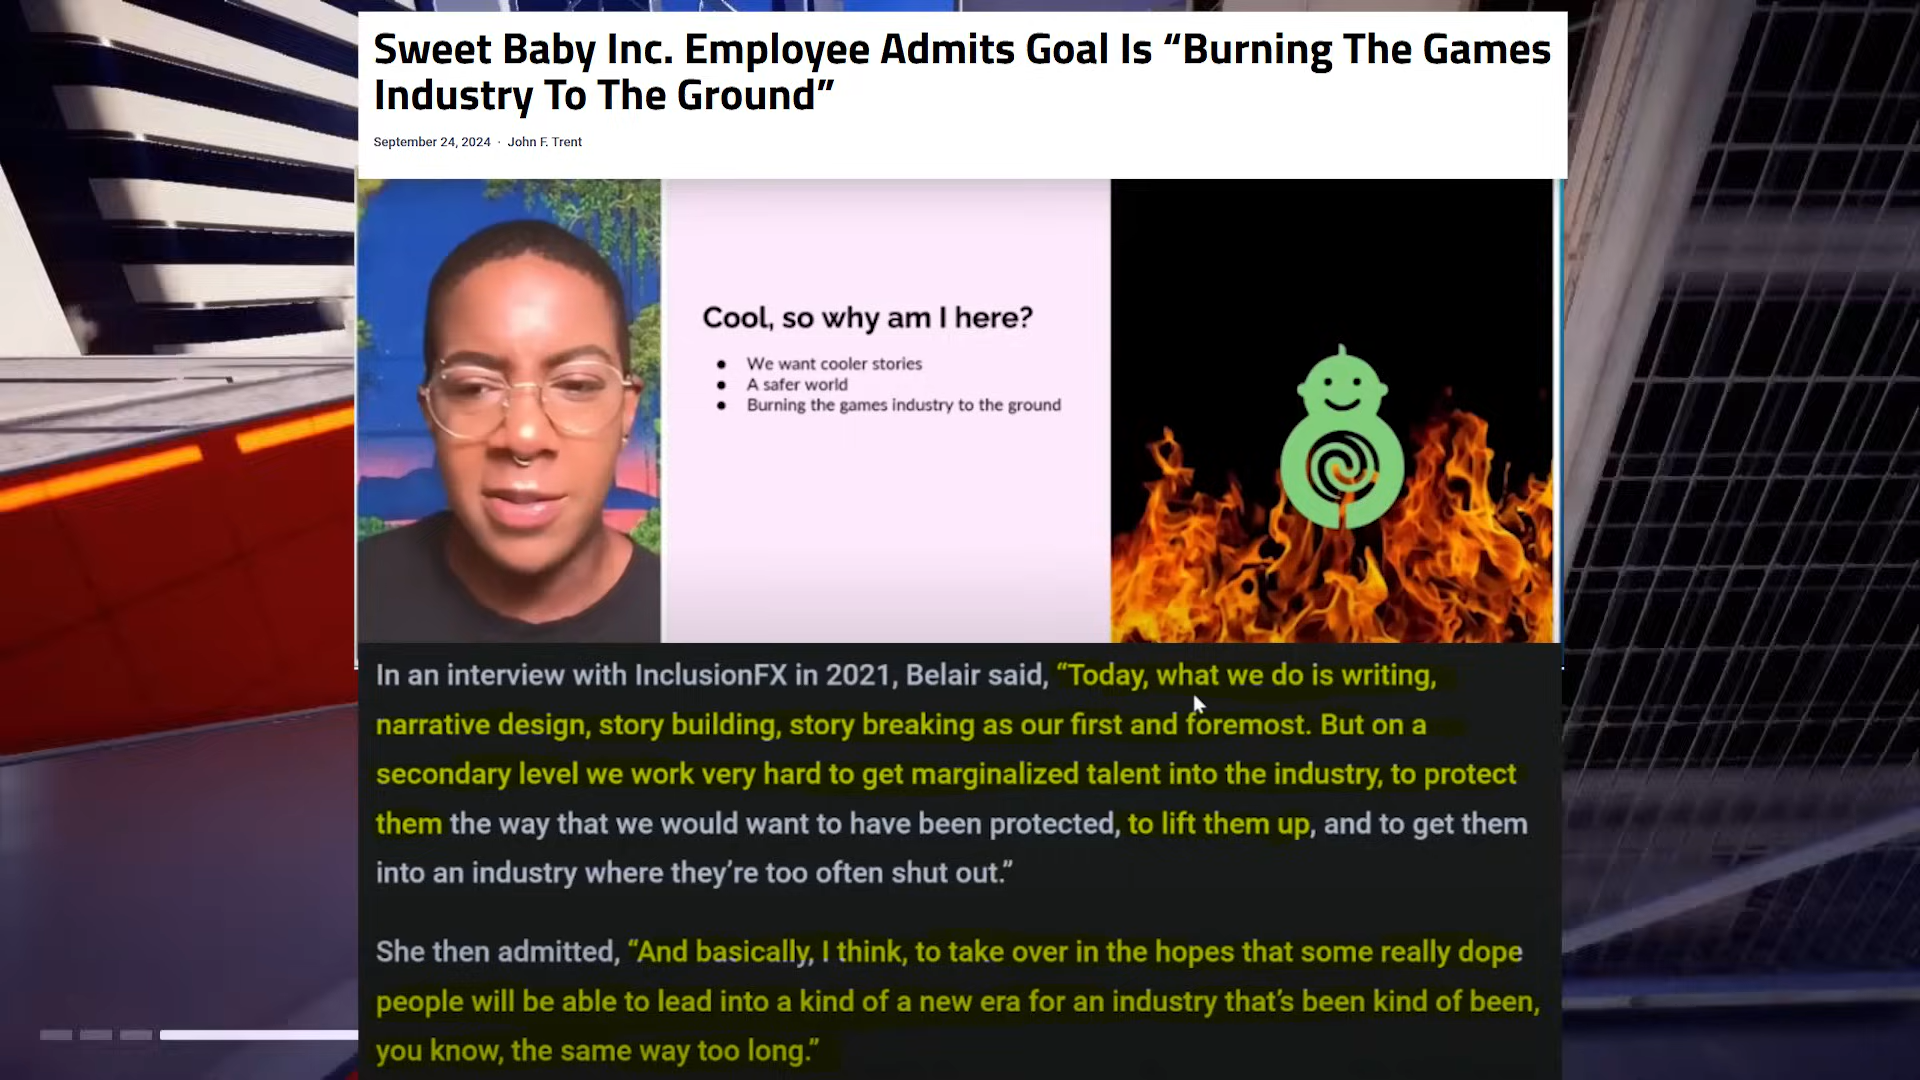 Sweet Baby Inc. Employee Admits Goal Is “Burning The Games
Industry To The Ground”
September 24, 2024 · John F. Trent
Cool, so why am I here?
● We want cooler stories
● A safer world
● Burning the games industry to the ground
In an interview with InclusionFX in 2021, Belair said, “Today, what we do is writing,
narrative design, story building, story breaking as our first and foremost. But on a
secondary level we work very hard to get marginalized talent into the industry, to protect
them the way that we would want to have been protected, to lift them up, and to get them
into an industry where they’re too often shut out.”
She then admitted, “And basically, I think, to take over in the hopes that some really dope
people will be able to lead into a kind of a new era for an industry that’s been kind of been,
you know, the same way too long.”